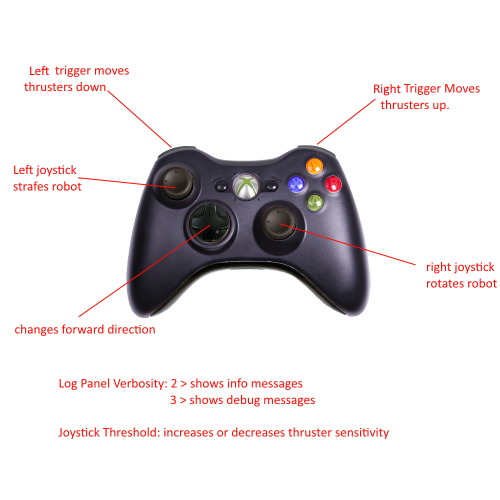 Left trigger moves
thrusters down
Right Trigger Moves
thrusters up.
Left joystick
strafes robot
right joystick
rotates robot
changes forward direction
Log Panel Verbosity: 2 > shows info messages
3 > shows debug messages
Joystick Threshold: increases or decreases thruster sensitivity